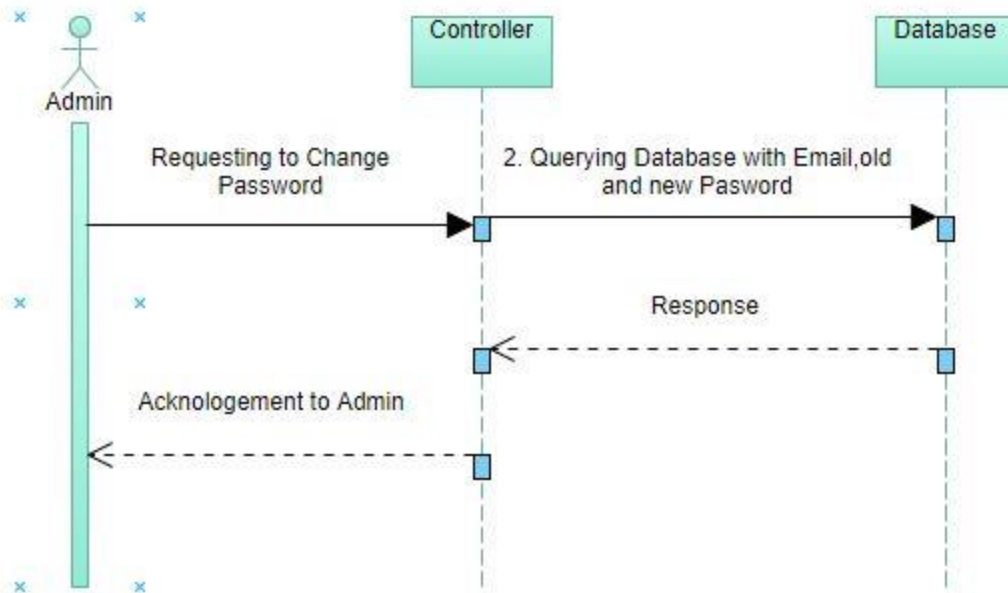 Controller
Database
Admin
Requesting to Change
Password
2. Querying Database with Email,old
and new Pasword
Response
Acknologement to Admin